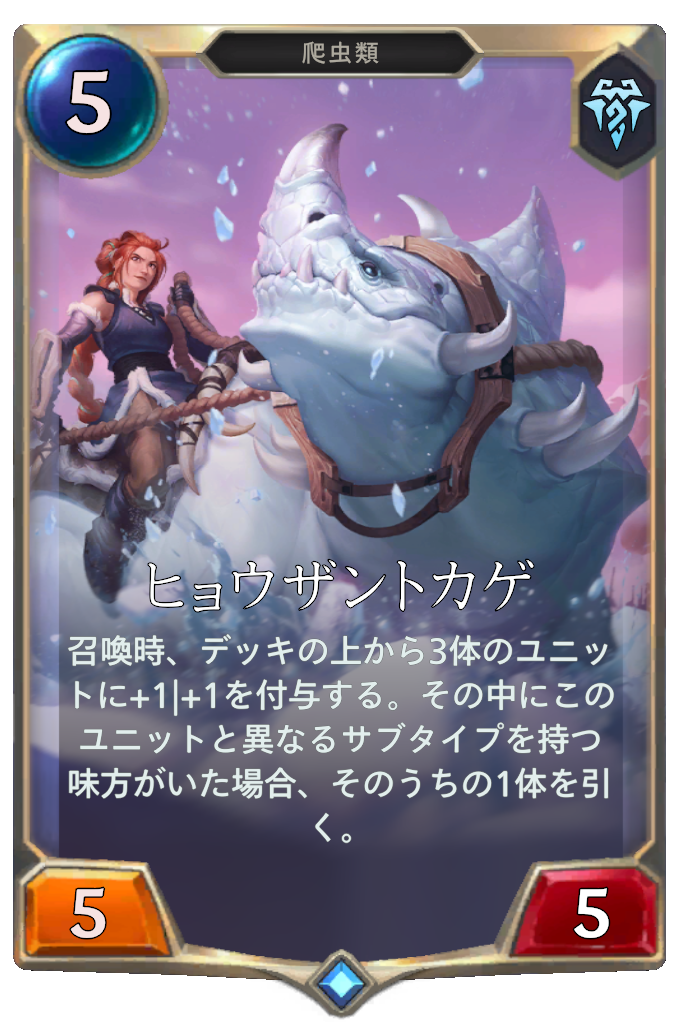 5
爬虫類
ヒョウザントカゲ
召喚時、デッキの上から3体のユニッ
トに+1|+1を付与する。その中にこの
ユニットと異なるサブタイプを持つ
味方がいた場合、そのうちの1体を引
く。
5
5